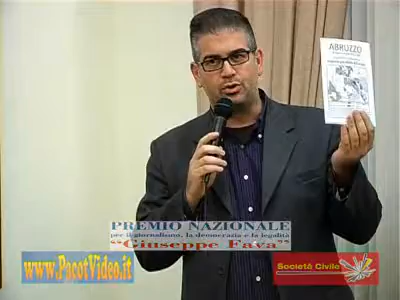 ABRUZZO
PREMIO NAZIONALE
per il giornalismo, la democrazia e la legalità
"Giuseppe Fava"
www.PacotVideo.it
Società Civile